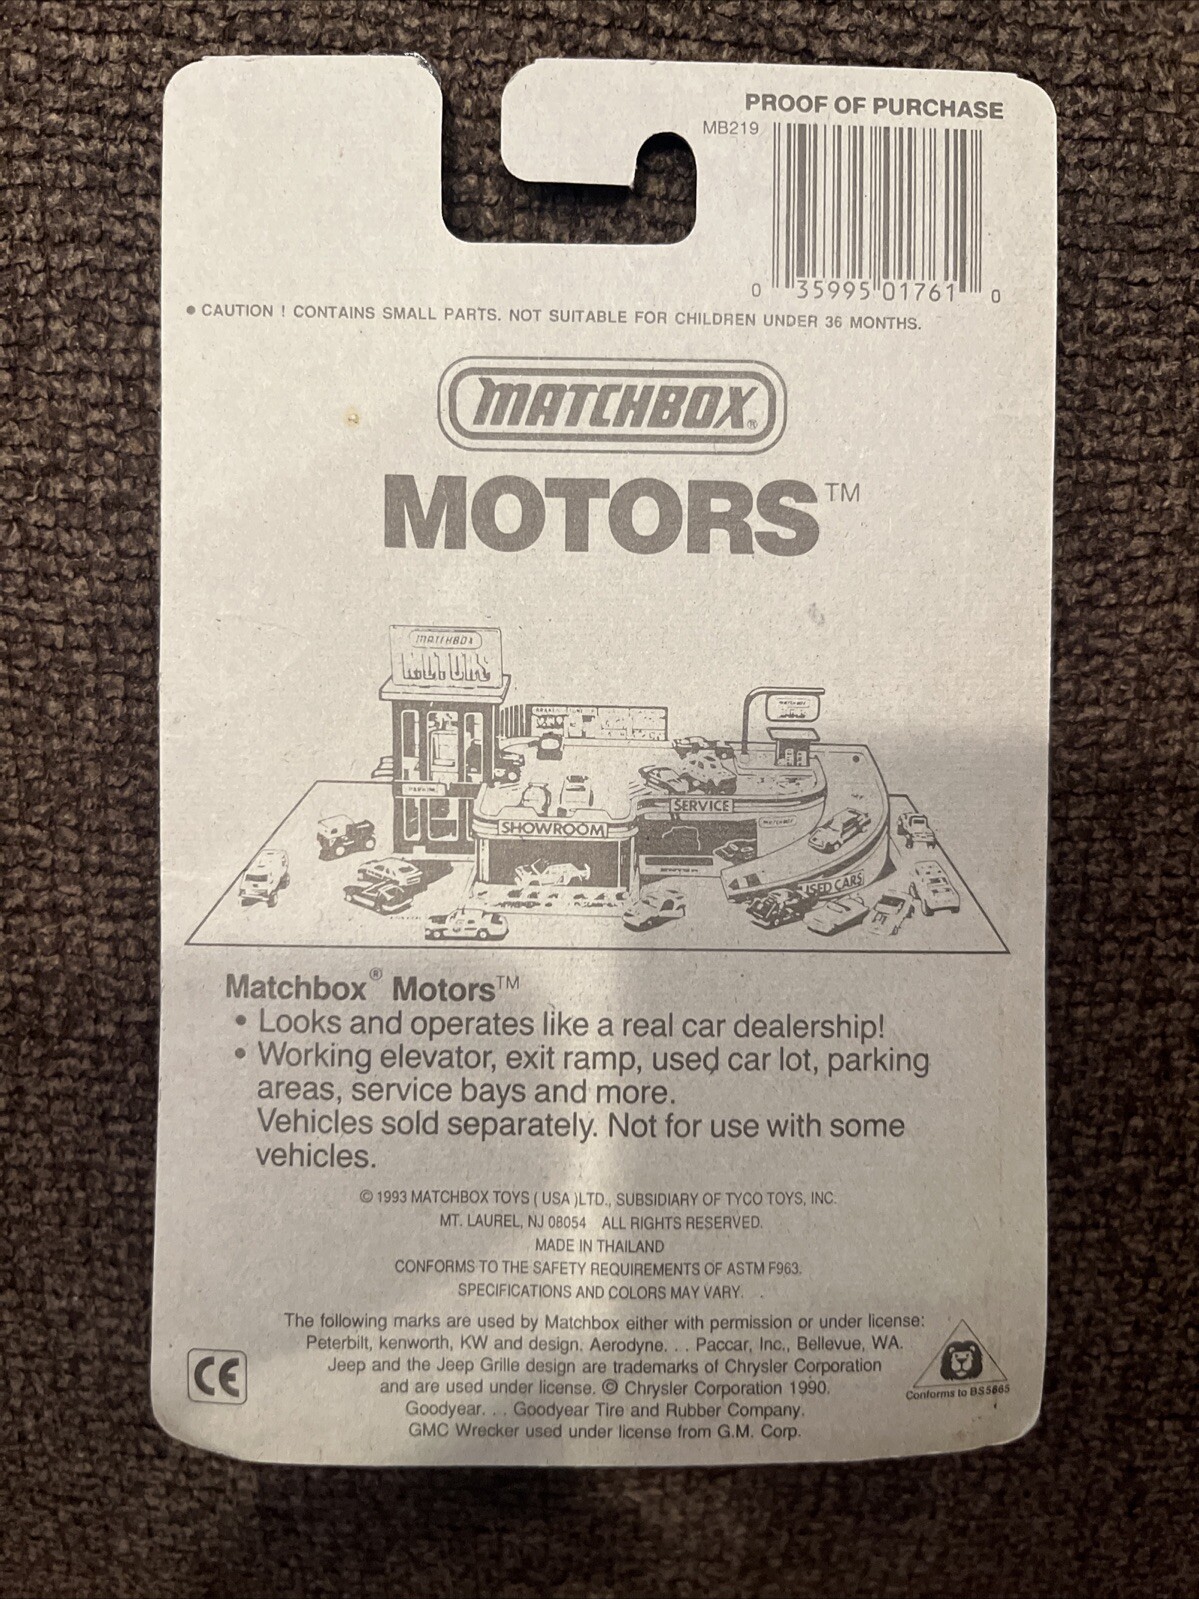 PROOF OF PURCHASE
MB219
0 35995 01761 0
• CAUTION ! CONTAINS SMALL PARTS. NOT SUITABLE FOR CHILDREN UNDER 36 MONTHS.
MATCHBOX®
MOTORS™
MATCHBOX
MOTORS
PARKING
SHOWROOM
SERVICE
MATCHBOX
USED CARS
Matchbox® Motors™
• Looks and operates like a real car dealership!
• Working elevator, exit ramp, used car lot, parking
areas, service bays and more.
Vehicles sold separately. Not for use with some
vehicles.
© 1993 MATCHBOX TOYS ( USA )LTD., SUBSIDIARY OF TYCO TOYS, INC.
MT. LAUREL, NJ 08054 ALL RIGHTS RESERVED.
MADE IN THAILAND
CONFORMS TO THE SAFETY REQUIREMENTS OF ASTM F963.
SPECIFICATIONS AND COLORS MAY VARY.
The following marks are used by Matchbox either with permission or under license:
Peterbilt, kenworth, KW and design. Aerodyne. . . Paccar, Inc., Bellevue, WA.
Jeep and the Jeep Grille design are trademarks of Chrysler Corporation
and are used under license. © Chrysler Corporation 1990.
Goodyear. . . Goodyear Tire and Rubber Company.
GMC Wrecker used under license from G.M. Corp.
CE
Conforms to BS5665